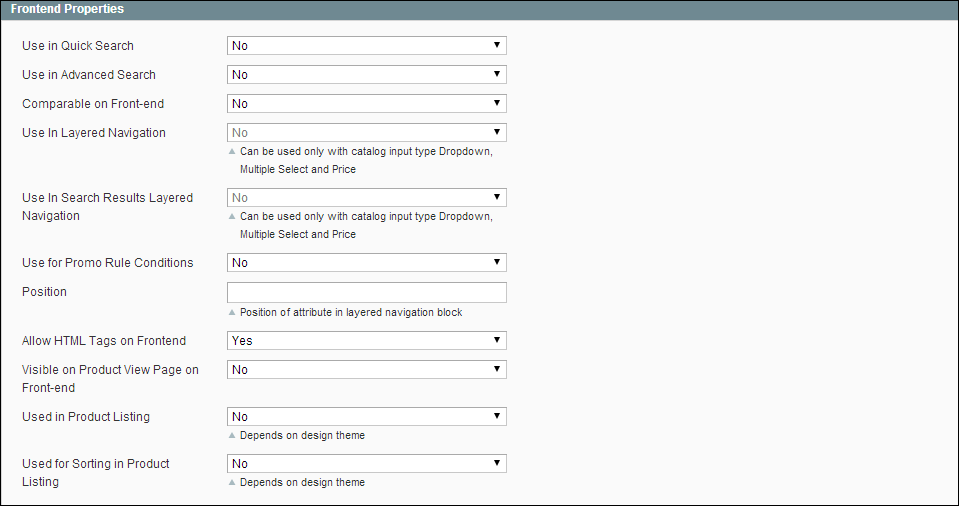 Frontend Properties
Use in Quick Search
No
Use in Advanced Search
No
Comparable on Front-end
No
Use In Layered Navigation
No
Can be used only with catalog input type Dropdown,
Multiple Select and Price
Use In Search Results Layered
Navigation
No
Can be used only with catalog input type Dropdown,
Multiple Select and Price
Use for Promo Rule Conditions
No
Position
Position of attribute in layered navigation block
Allow HTML Tags on Frontend
Yes
Visible on Product View Page on
Front-end
No
Used in Product Listing
No
Depends on design theme
Used for Sorting in Product
Listing
No
Depends on design theme